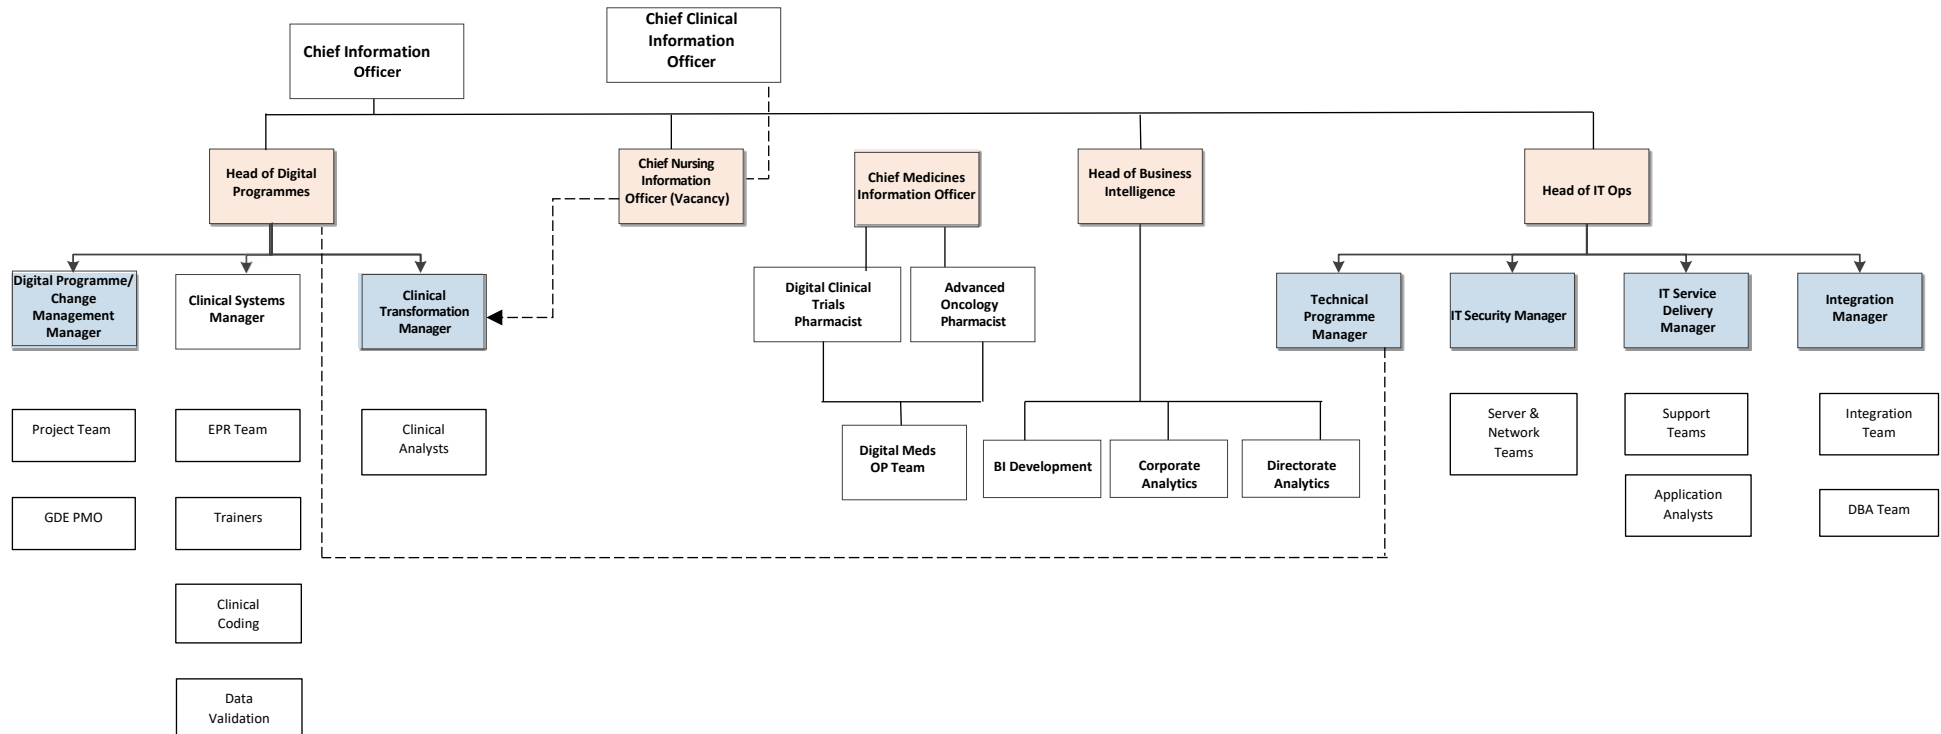 Chief Information
Officer
Chief Clinical
Information
Officer
Head of Digital
Programmes
Chief Nursing
Information
Officer (Vacancy)
Chief Medicines
Information Officer
Head of Business
Intelligence
Head of IT Ops
Digital Programme/
Change
Management
Manager
Clinical Systems
Manager
Clinical
Transformation
Manager
Digital Clinical
Trials
Pharmacist
Advanced
Oncology
Pharmacist
Technical
Programme
Manager
IT Security Manager
IT Service
Delivery
Manager
Integration
Manager
Project Team
EPR Team
Clinical
Analysts
Digital Meds
OP Team
BI Development
Corporate
Analytics
Directorate
Analytics
Server &
Network
Teams
Support
Teams
Integration
Team
GDE PMO
Trainers
Application
Analysts
DBA Team
Clinical
Coding
Data
Validation